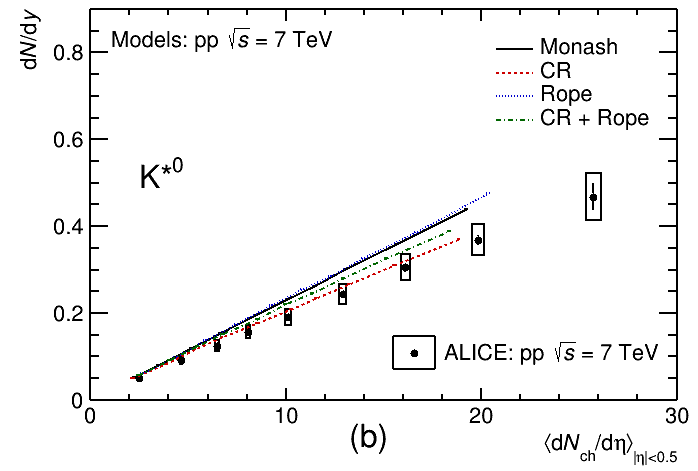 dN/dy
0.8
0.6
0.4
0.2
0
Models: pp √s = 7 TeV
Monash
CR
Rope
CR + Rope
K*0
ALICE: pp √s = 7 TeV
0 10 20 30
(b)
⟨dNch/dη⟩|η|<0.5